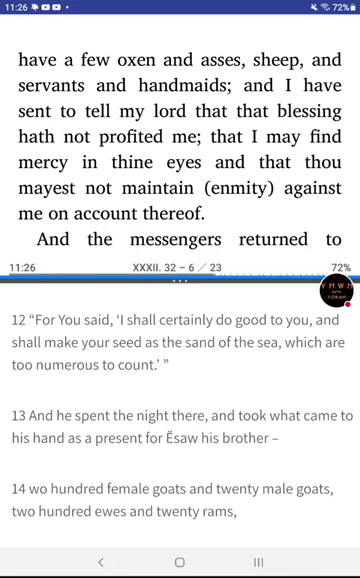 11:26
72%
have a few oxen and asses, sheep, and
servants and handmaids; and I have
sent to tell my lord that that blessing
hath not profited me; that I may find
mercy in thine eyes and that thou
mayest not maintain (enmity) against
me on account thereof.
And the messengers returned to
11:26
XXXII. 32 – 6 / 23
72%
Y M W M
with
YORAM
12 “For You said, ‘I shall certainly do good to you, and
shall make your seed as the sand of the sea, which are
too numerous to count.’ ”
13 And he spent the night there, and took what came to
his hand as a present for Ĕsaw his brother –
14 wo hundred female goats and twenty male goats,
two hundred ewes and twenty rams,